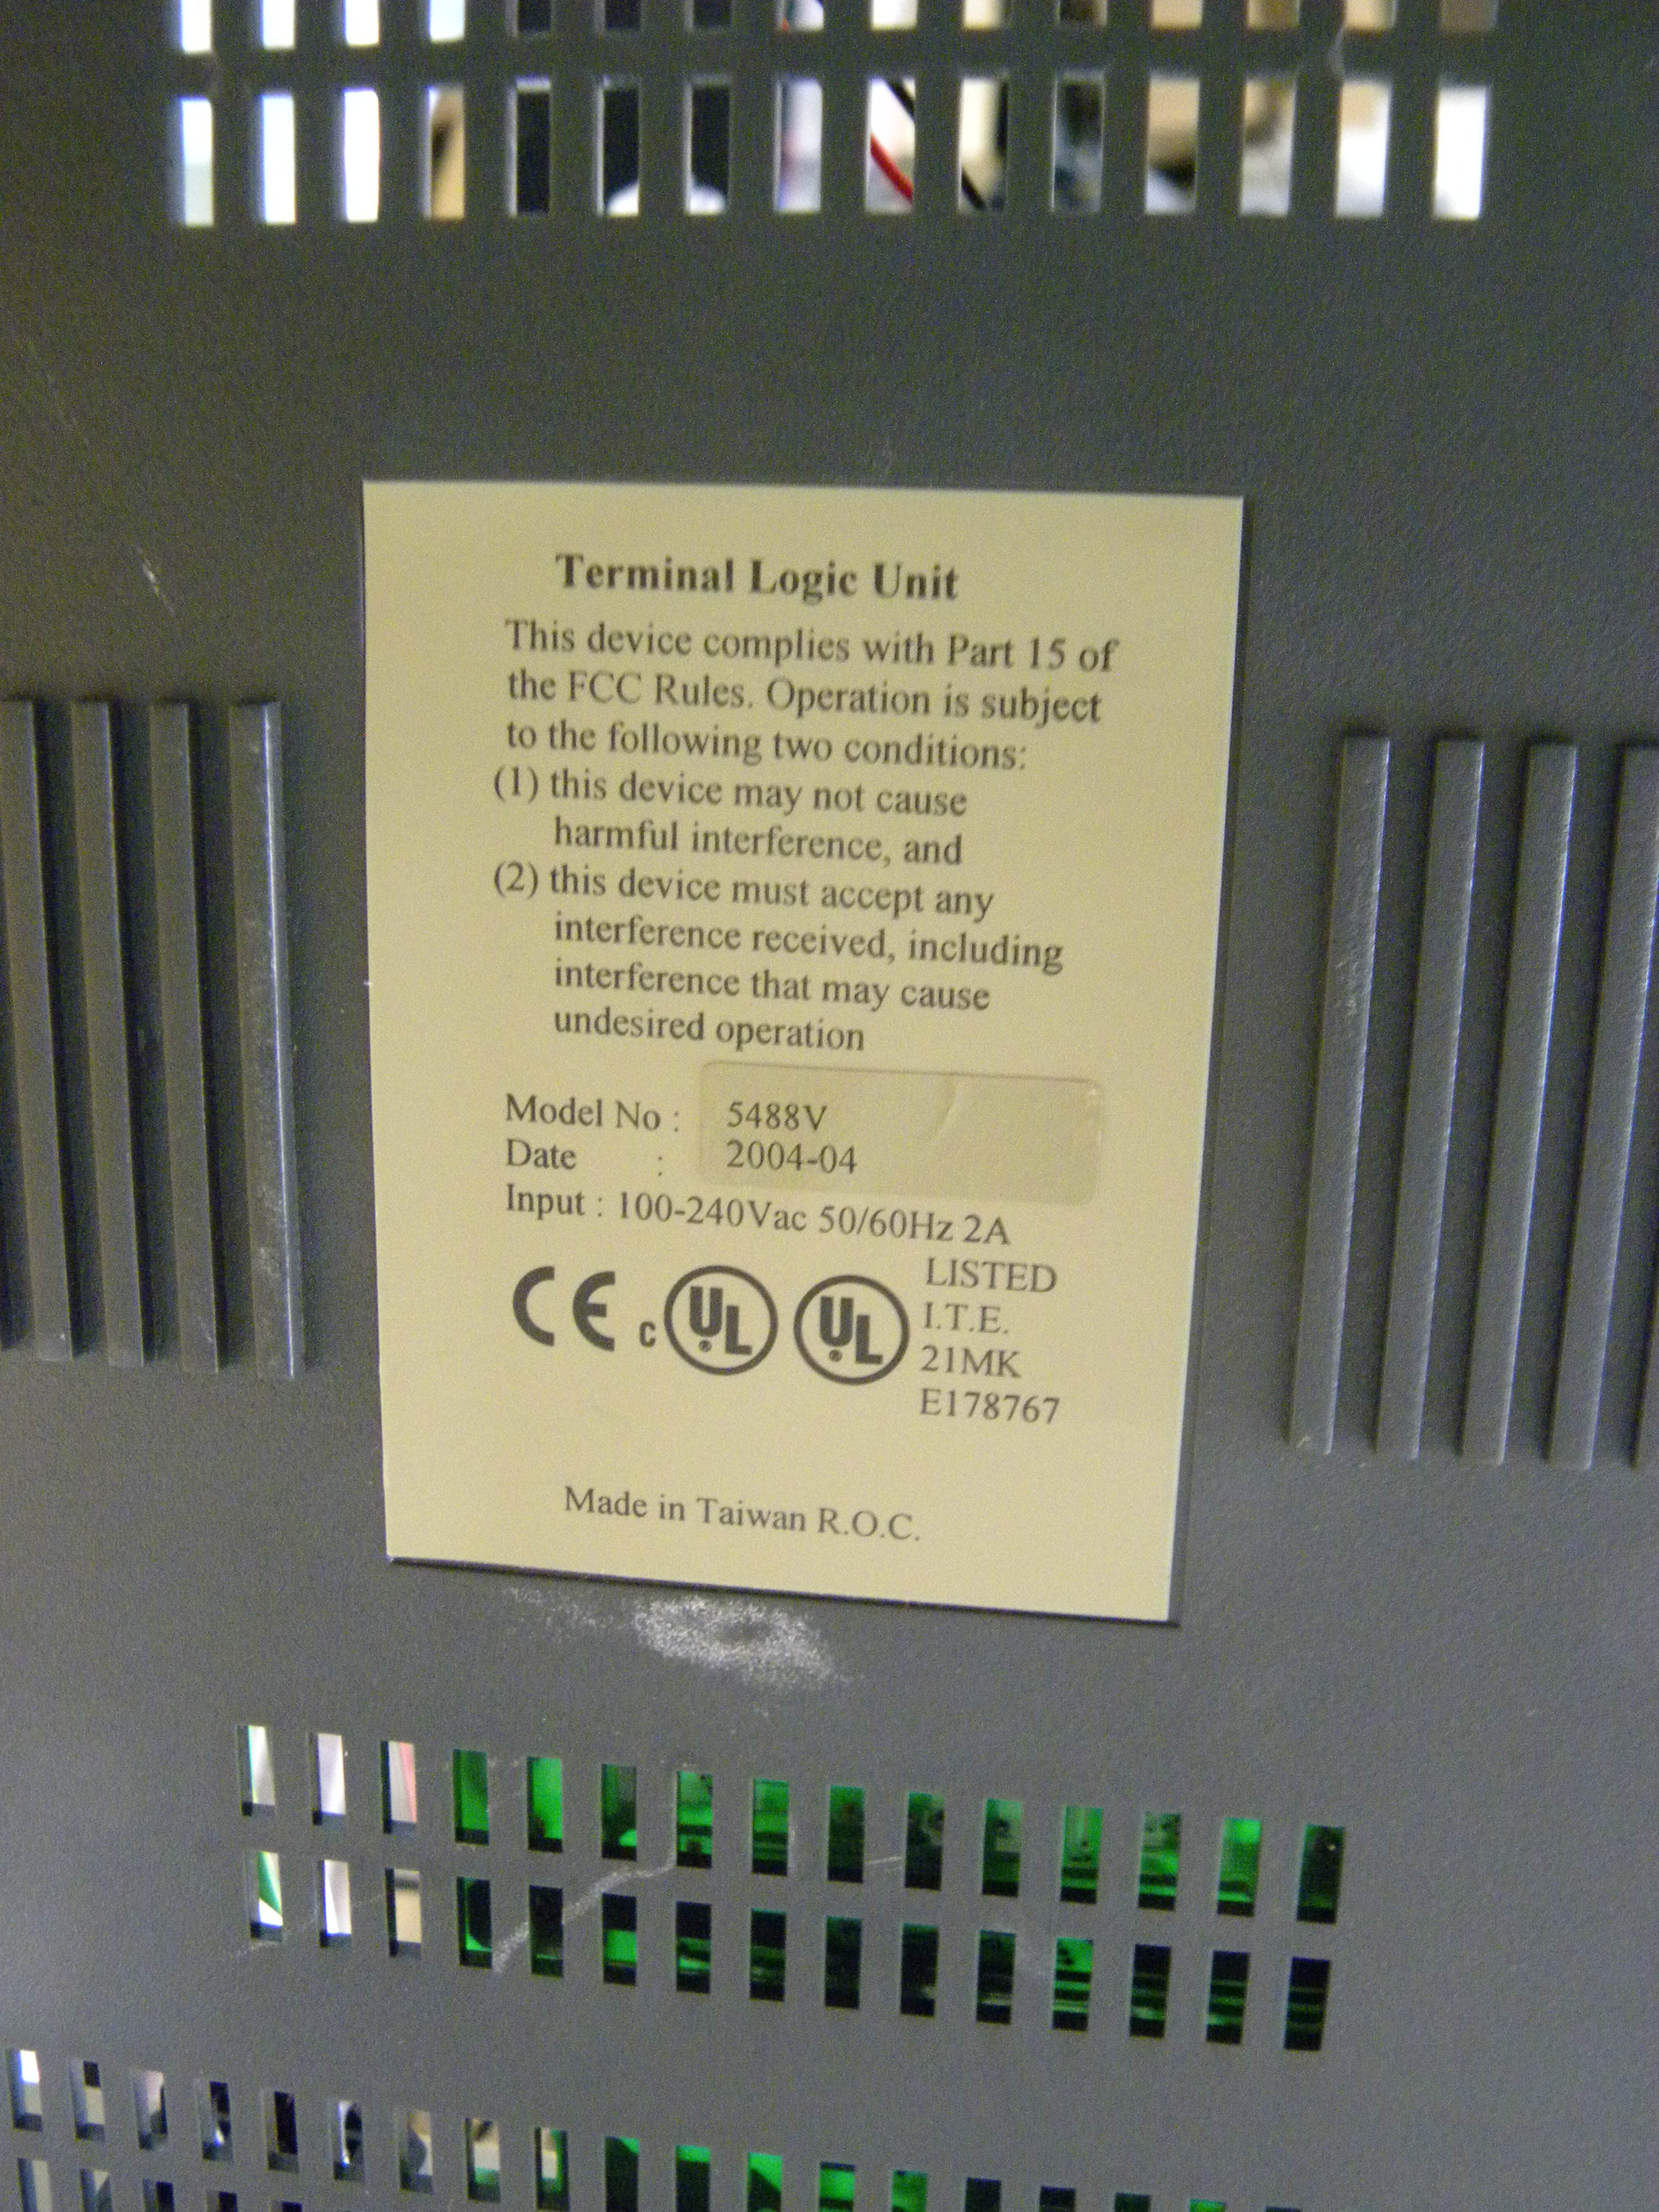 Terminal Logic Unit
This device complies with Part 15 of
the FCC Rules. Operation is subject
to the following two conditions:
(1) this device may not cause
harmful interference, and
(2) this device must accept any
interference received, including
interference that may cause
undesired operation
Model No : 5488V
Date : 2004-04
Input : 100-240Vac 50/60Hz 2A
CE c UL ® UL ® LISTED
I.T.E.
21MK
E178767
Made in Taiwan R.O.C.